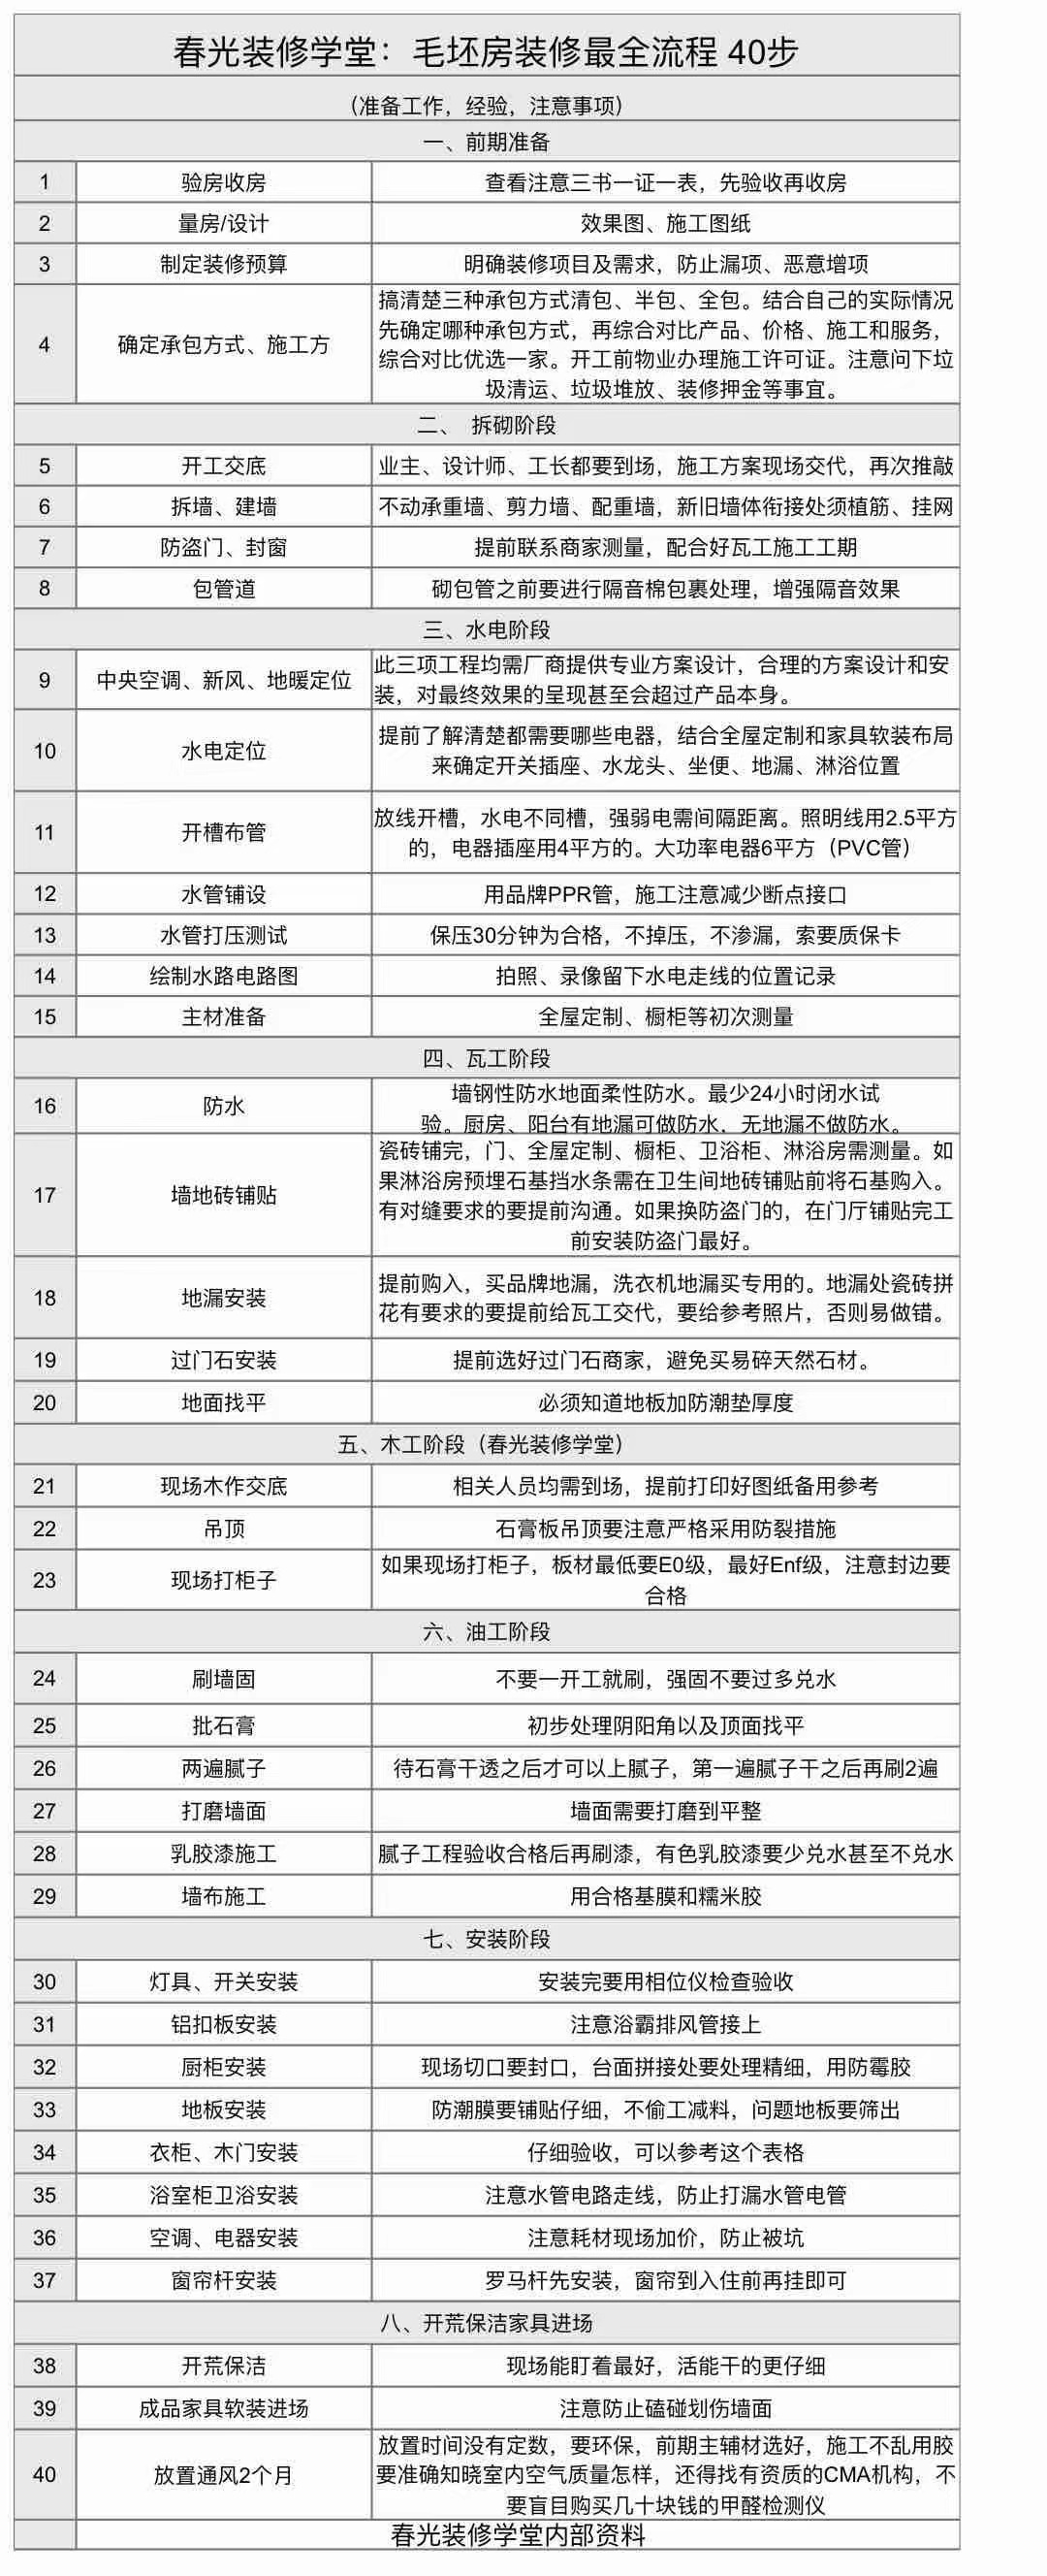 春光装修学堂：毛坯房装修最全流程 40步
（准备工作，经验，注意事项）
一、前期准备
1 验房收房 查看注意三书一证一表，先验收再收房
2 量房/设计 效果图、施工图纸
3 制定装修预算 明确装修项目及需求，防止漏项、恶意增项
4 确定承包方式、施工方 搞清楚三种承包方式清包、半包、全包。结合自己的实际情况
先确定哪种承包方式，再综合对比产品、价格、施工和服务，
综合对比优选一家。开工前物业办理施工许可证。注意问下垃
圾清运、垃圾堆放、装修押金等事宜。
二、 拆砌阶段
5 开工交底 业主、设计师、工长都要到场，施工方案现场交代，再次推敲
6 拆墙、建墙 不动承重墙、剪力墙、配重墙，新旧墙体衔接处须植筋、挂网
7 防盗门、封窗 提前联系商家测量，配合好瓦工施工工期
8 包管道 砌包管之前要进行隔音棉包裹处理，增强隔音效果
三、水电阶段
9 中央空调、新风、地暖定位 此三项工程均需厂商提供专业方案设计，合理的方案设计和安
装，对最终效果的呈现甚至会超过产品本身。
10 水电定位 提前了解清楚都需要哪些电器，结合全屋定制和家具软装布局
来确定开关插座、水龙头、坐便、地漏、淋浴位置
11 开槽布管 放线开槽，水电不同槽，强弱电需间隔距离。照明线用2.5平方
的，电器插座用4平方的。大功率电器6平方（PVC管）
12 水管铺设 用品牌PPR管，施工注意减少断点接口
13 水管打压测试 保压30分钟为合格，不掉压，不渗漏，索要质保卡
14 绘制水路电路图 拍照、录像留下水电走线的位置记录
15 主材准备 全屋定制、橱柜等初次测量
四、瓦工阶段
16 防水 墙钢性防水地面柔性防水。最少24小时闭水试
验。厨房、阳台有地漏可做防水，无地漏不做防水。
17 墙地砖铺贴 瓷砖铺完，门、全屋定制、橱柜、卫浴柜、淋浴房需测量。如
果淋浴房预埋石基挡水条需在卫生间地砖铺贴前将石基购入。
有对缝要求的要提前沟通。如果换防盗门的，在门厅铺贴完工
前安装防盗门最好。
18 地漏安装 提前购入，买品牌地漏，洗衣机地漏买专用的。地漏处瓷砖拼
花有要求的要提前给瓦工交代，要给参考照片，否则易做错。
19 过门石安装 提前选好过门石商家，避免买易碎天然石材。
20 地面找平 必须知道地板加防潮垫厚度
五、木工阶段（春光装修学堂）
21 现场木作交底 相关人员均需到场，提前打印好图纸备用参考
22 吊顶 石膏板吊顶要注意严格采用防裂措施
23 现场打柜子 如果现场打柜子，板材最低要E0级，最好Enf级，注意封边要
合格
六、油工阶段
24 刷墙固 不要一开工就刷，强固不要过多兑水
25 批石膏 初步处理阴阳角以及顶面找平
26 两遍腻子 待石膏干透之后才可以上腻子，第一遍腻子干之后再刷2遍
27 打磨墙面 墙面需要打磨到平整
28 乳胶漆施工 腻子工程验收合格后再刷漆，有色乳胶漆要少兑水甚至不兑水
29 墙布施工 用合格基膜和糯米胶
七、安装阶段
30 灯具、开关安装 安装完要用相位仪检查验收
31 铝扣板安装 注意浴霸排风管接上
32 厨柜安装 现场切口要封口，台面拼接处要处理精细，用防霉胶
33 地板安装 防潮膜要铺贴仔细，不偷工减料，问题地板要筛出
34 衣柜、木门安装 仔细验收，可以参考这个表格
35 浴室柜卫浴安装 注意水管电路走线，防止打漏水管电管
36 空调、电器安装 注意耗材现场加价，防止被坑
37 窗帘杆安装 罗马杆先安装，窗帘到入住前再挂即可
八、开荒保洁家具进场
38 开荒保洁 现场能盯着最好，活能干的更仔细
39 成品家具软装进场 注意防止磕碰划伤墙面
40 放置通风2个月 放置时间没有定数，要环保，前期主辅材选好，施工不乱用胶
要准确知晓室内空气质量怎样，还得找有资质的CMA机构，不
要盲目购买几十块钱的甲醛检测仪
春光装修学堂内部资料